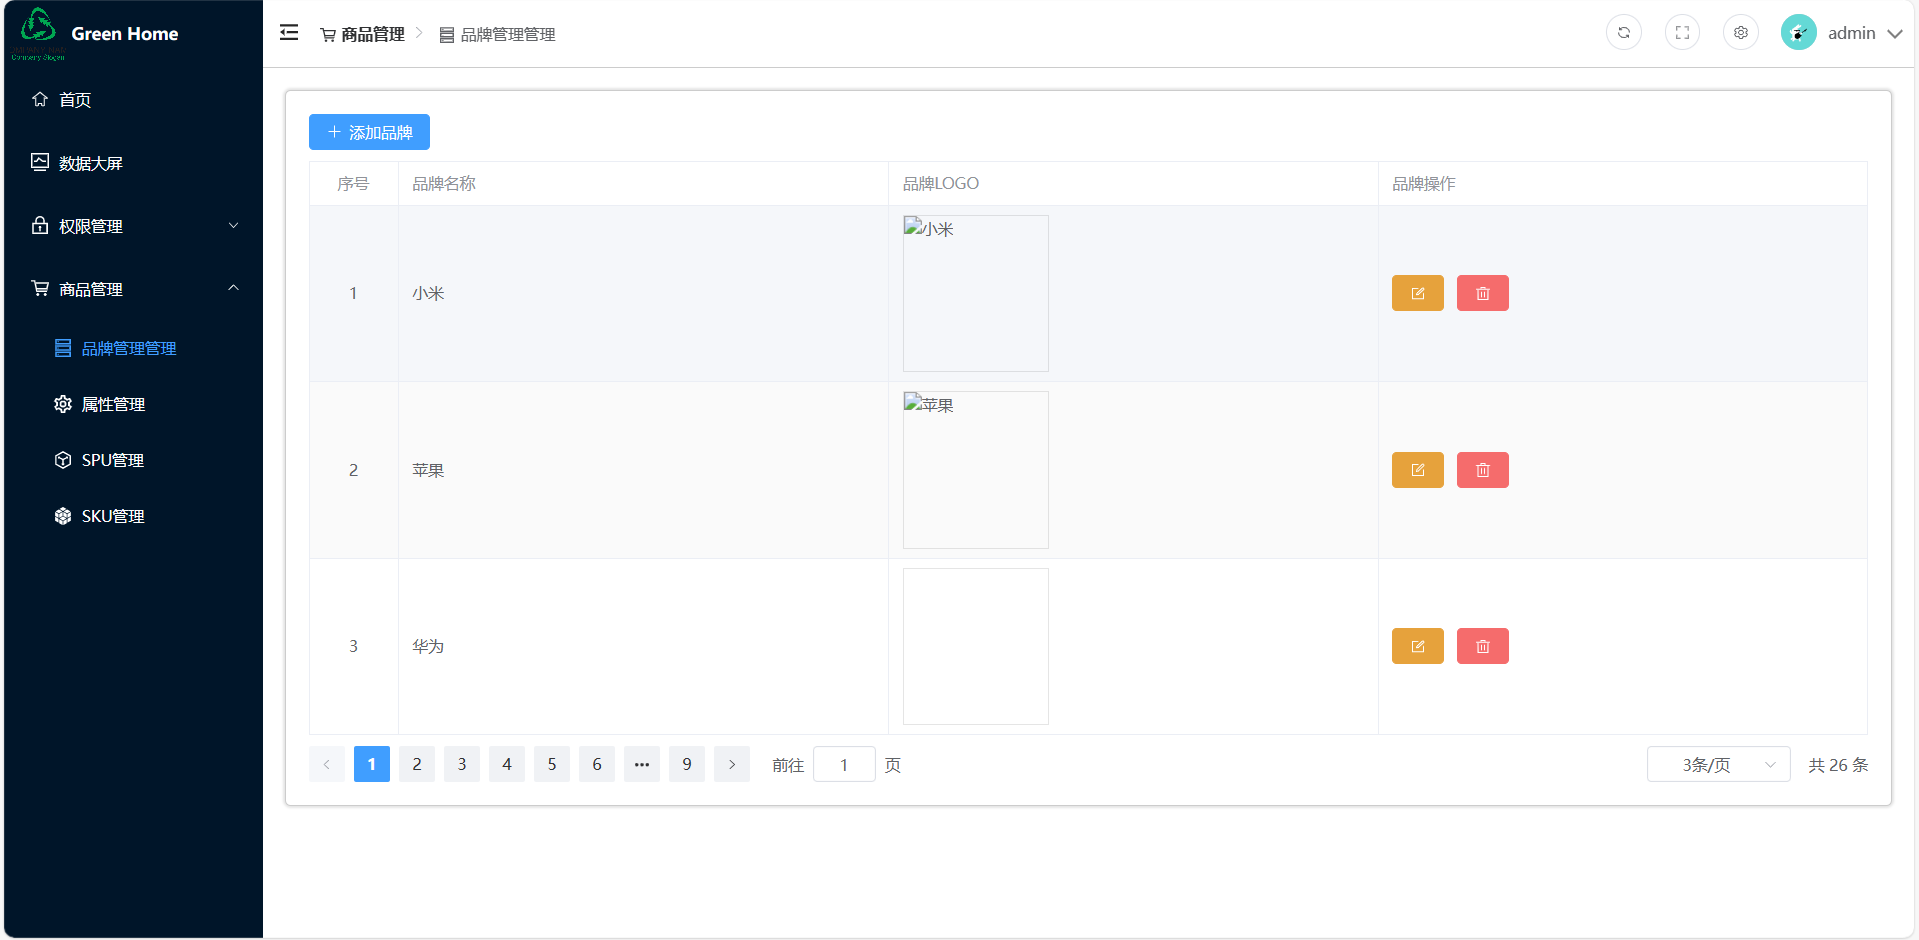 Green Home
首页
数据大屏
权限管理
商品管理
品牌管理管理
属性管理
SPU管理
SKU管理
商品管理
品牌管理管理
admin
添加品牌
序号 品牌名称 品牌LOGO 品牌操作
小米
1 小米
苹果
2 苹果
3 华为
1 2 3 4 5 6 ••• 9 前往 1 页 3条/页 共 26 条